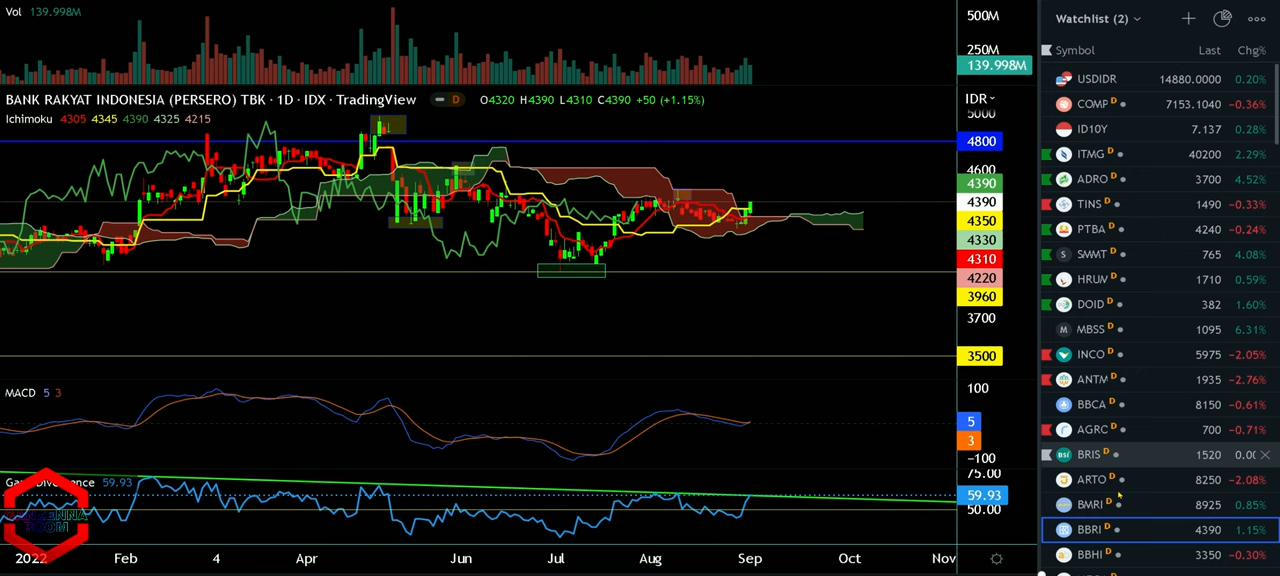 Vol 139.998M
BANK RAKYAT INDONESIA (PERSERO) TBK · 1D · IDX · TradingView D O4320 H4390 L4310 C4390 +50 (+1.15%)
Ichimoku 4305 4345 4390 4325 4215
500M
250M
139.998M
IDR
5000
4800
4600
4390
4390
4350
4330
4310
4220
3960
3700
3500
MACD 5 3
100
5
3
−100
59.93
75.00
59.93
50.00
2022 Feb 4 Apr Jun Jul Aug Sep Oct Nov
Watchlist (2)
Symbol Last Chg%
USDIDR 14880.0000 0.20%
COMP D 7153.1040 −0.36%
ID10Y 7.137 0.28%
ITMG D 40200 2.29%
ADRO D 3700 4.52%
TINS D 1490 −0.33%
PTBA D 4240 −0.24%
S SMMT D 765 4.08%
HRUM D 1710 0.59%
DOID D 382 1.60%
M MBSS D 1095 6.31%
INCO D 5975 −2.05%
ANTM D 1935 −2.76%
BBCA D 8150 −0.61%
AGRC D 700 −0.71%
BSI BRIS D 1520
ARTO D 8250 −2.08%
BMRI D 8925 0.85%
BBRI D 4390 1.15%
BBHI D 3350 −0.30%